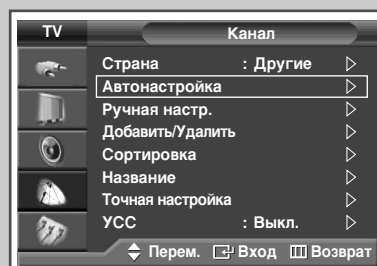 TV Канал
Страна : Другие
Автонастройка
Ручная настр.
Добавить/Удалить
Сортировка
Название
Точная настройка
УСС : Выкл.
Перем. Вход Возврат